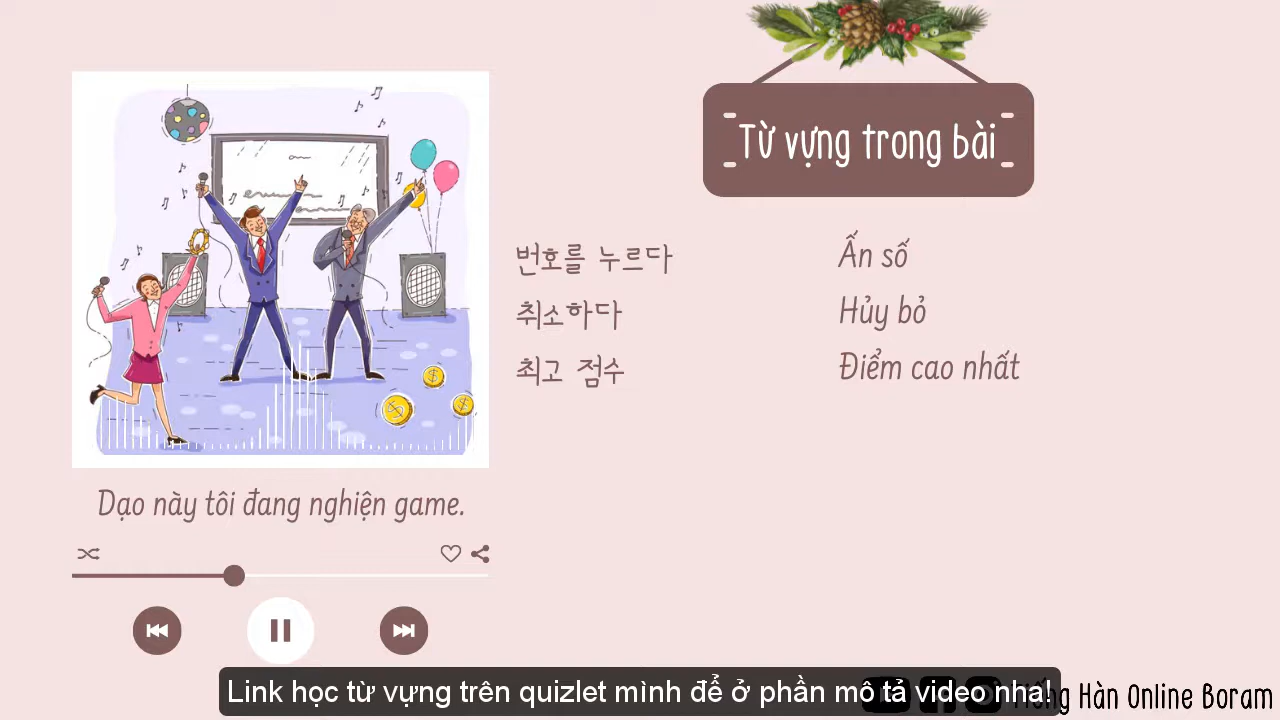 Từ vựng trong bài
번호를 누르다 Ấn số
취소하다 Hủy bỏ
최고 점수 Điểm cao nhất
Dạo này tôi đang nghiện game.
Link học từ vựng trên quizlet mình để ở phần mô tả video nha!
Hàn Online Boram